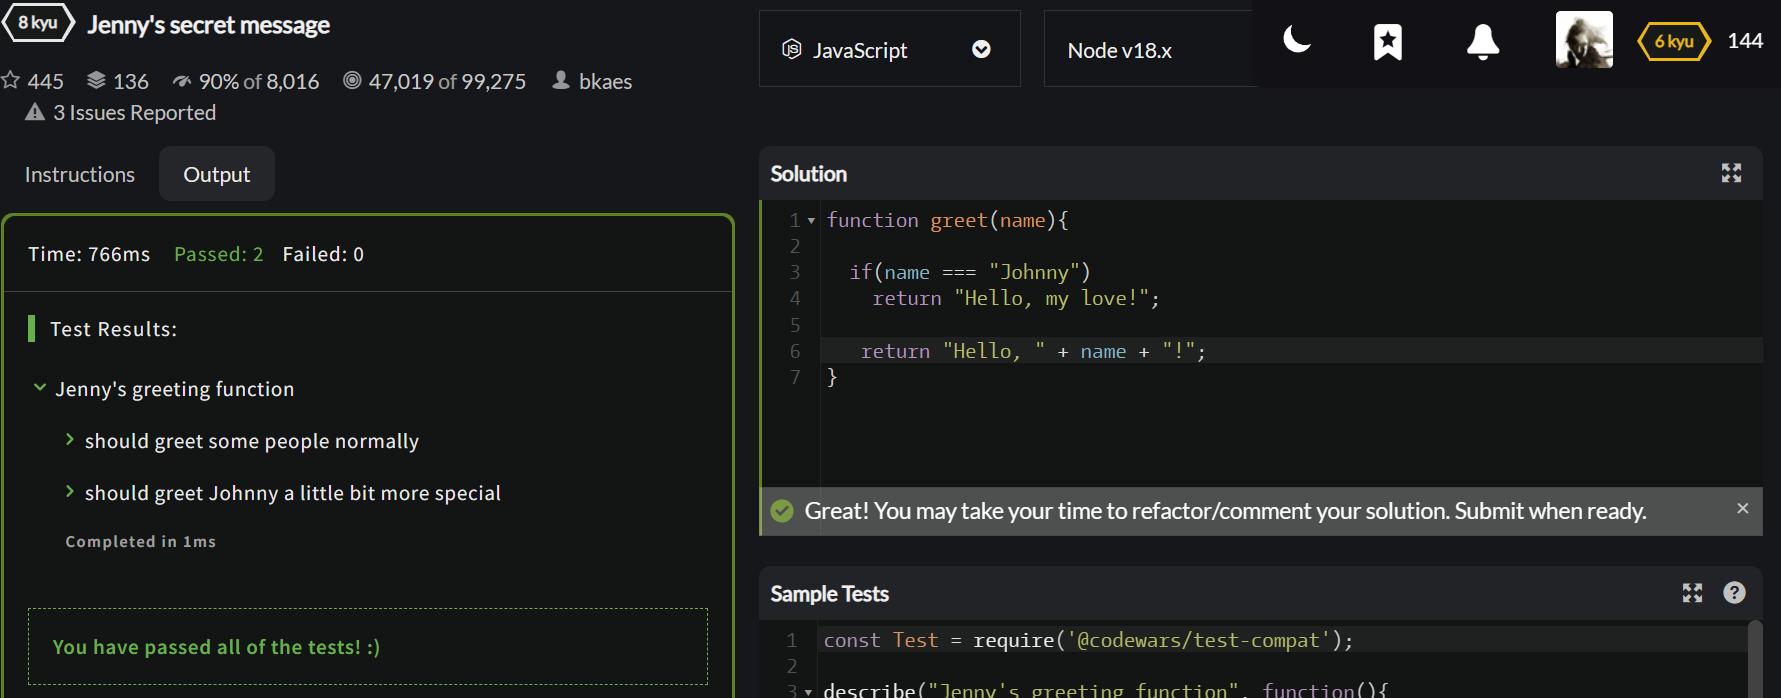 8 kyu Jenny's secret message
445 136 90% of 8,016 47,019 of 99,275 bkaes
3 Issues Reported
JavaScript
Node v18.x
6 kyu 144
Instructions Output
Time: 766ms Passed: 2 Failed: 0
Test Results:
Jenny's greeting function
should greet some people normally
should greet Johnny a little bit more special
Completed in 1ms
You have passed all of the tests! :)
Solution
1 function greet(name){
2
3 if(name === "Johnny")
4 return "Hello, my love!";
5
6 return "Hello, " + name + "!";
7 }
Great! You may take your time to refactor/comment your solution. Submit when ready.
Sample Tests
1 const Test = require('@codewars/test-compat');
2
3 describe("Jenny's greeting function", function(){